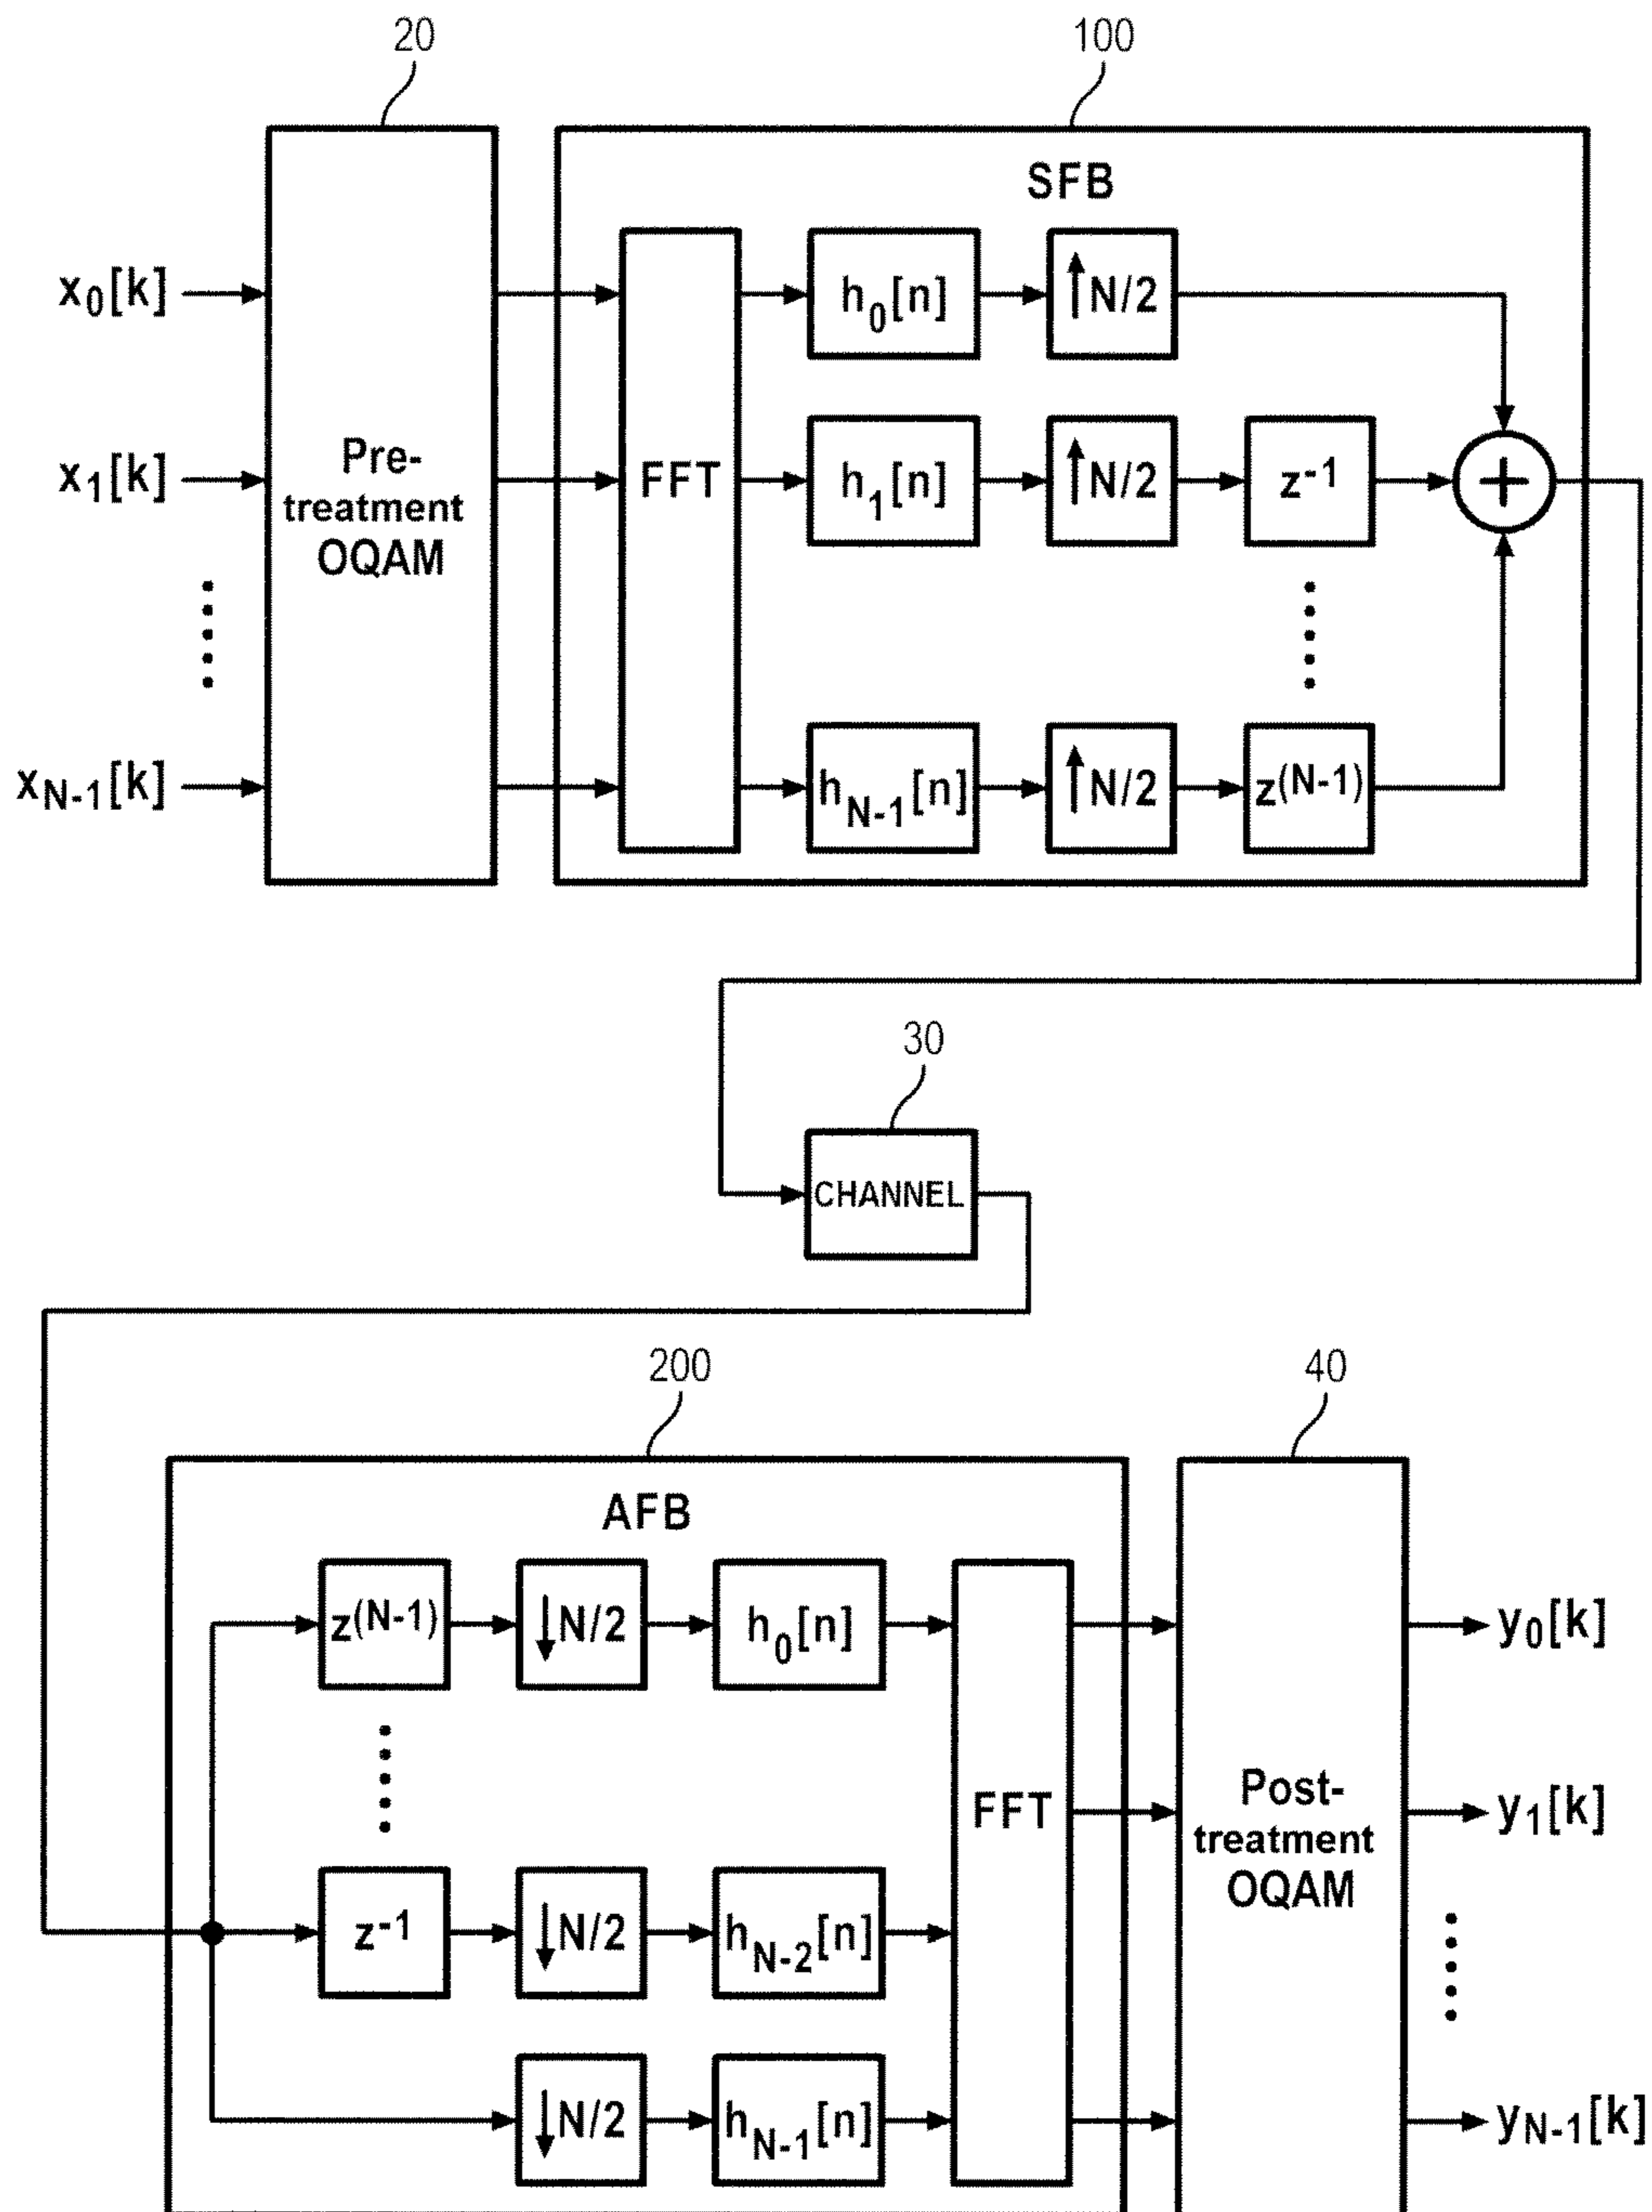 20
100
SFB
x0[k]
h0[n]
↑N/2
x1[k]
Pre-
treatment
OQAM
FFT
h1[n]
↑N/2
z-1
+
xN-1[k]
hN-1[n]
↑N/2
z(N-1)
30
CHANNEL
200
40
AFB
z(N-1)
↓N/2
h0[n]
y0[k]
FFT
Post-
treatment
OQAM
y1[k]
z-1
↓N/2
hN-2[n]
↓N/2
hN-1[n]
yN-1[k]